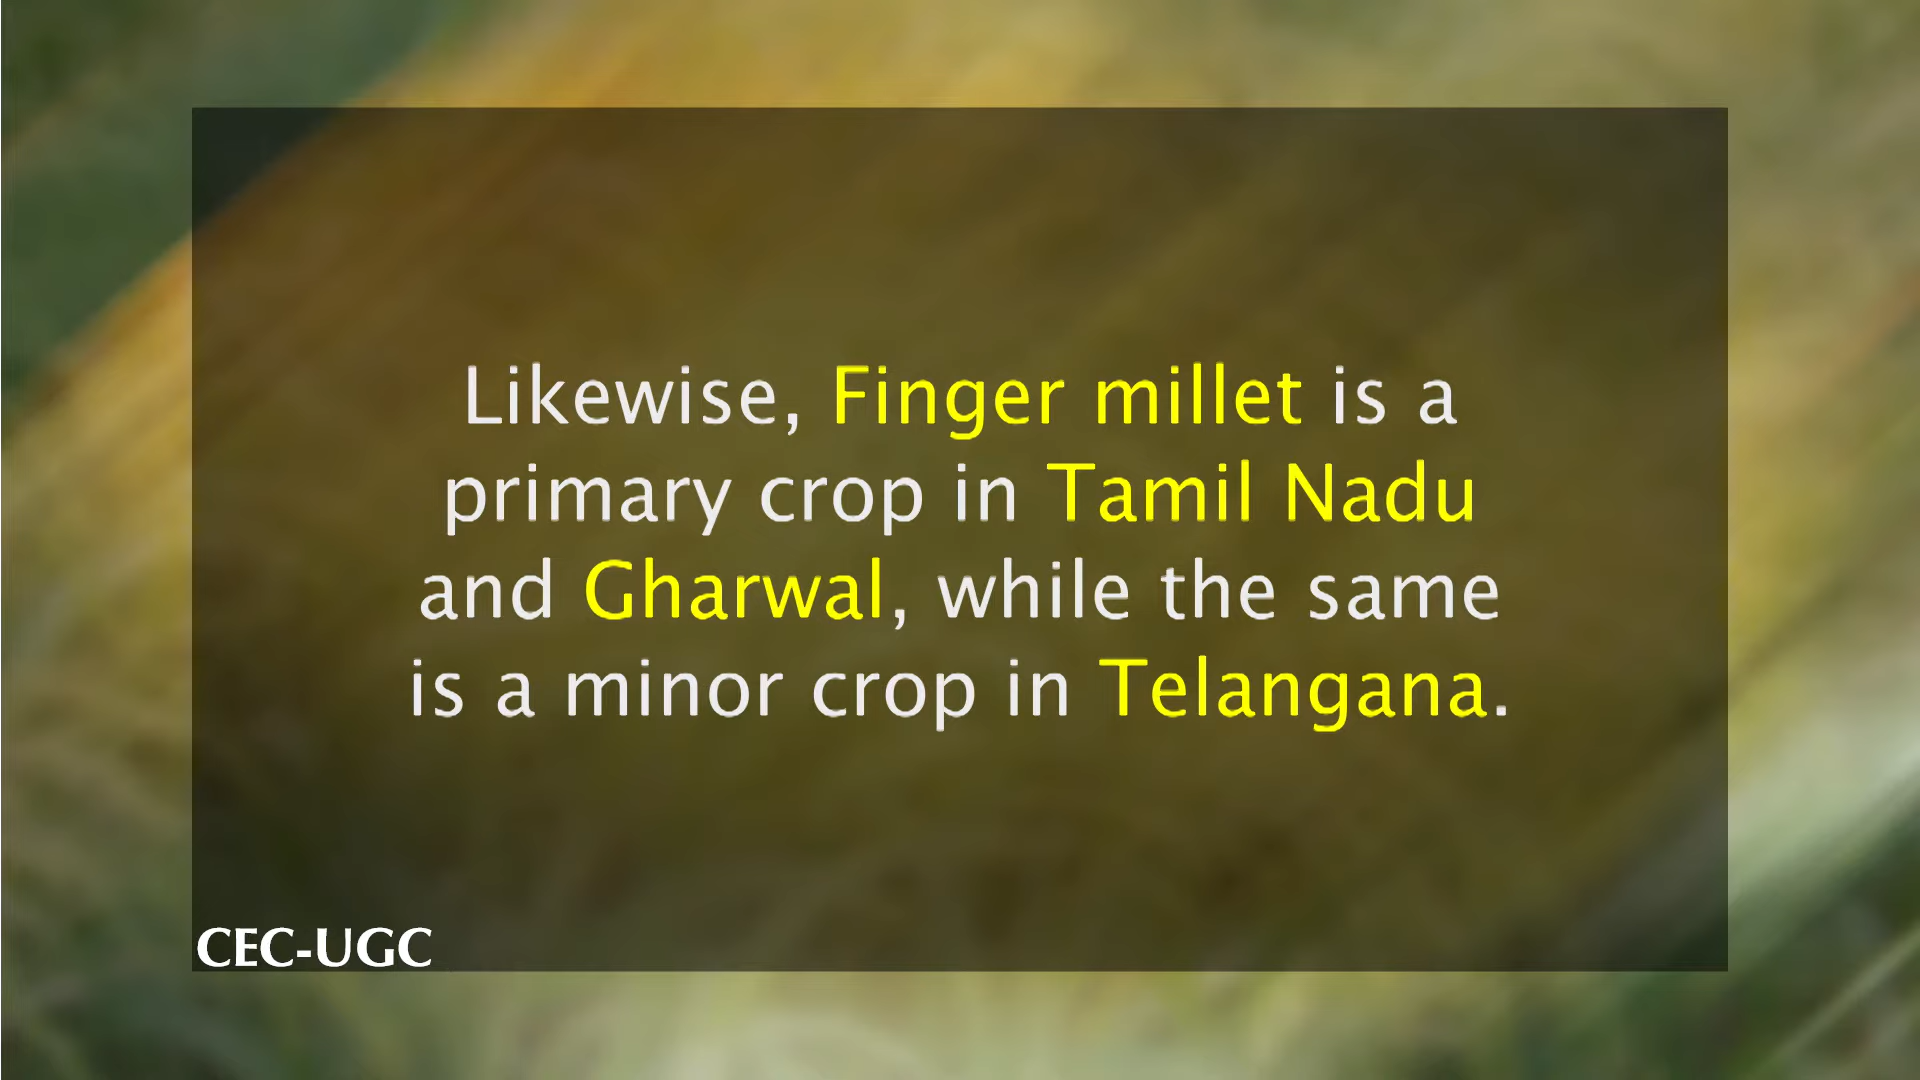 Likewise, Finger millet is a
primary crop in Tamil Nadu
and Gharwal, while the same
is a minor crop in Telangana.
CEC-UGC